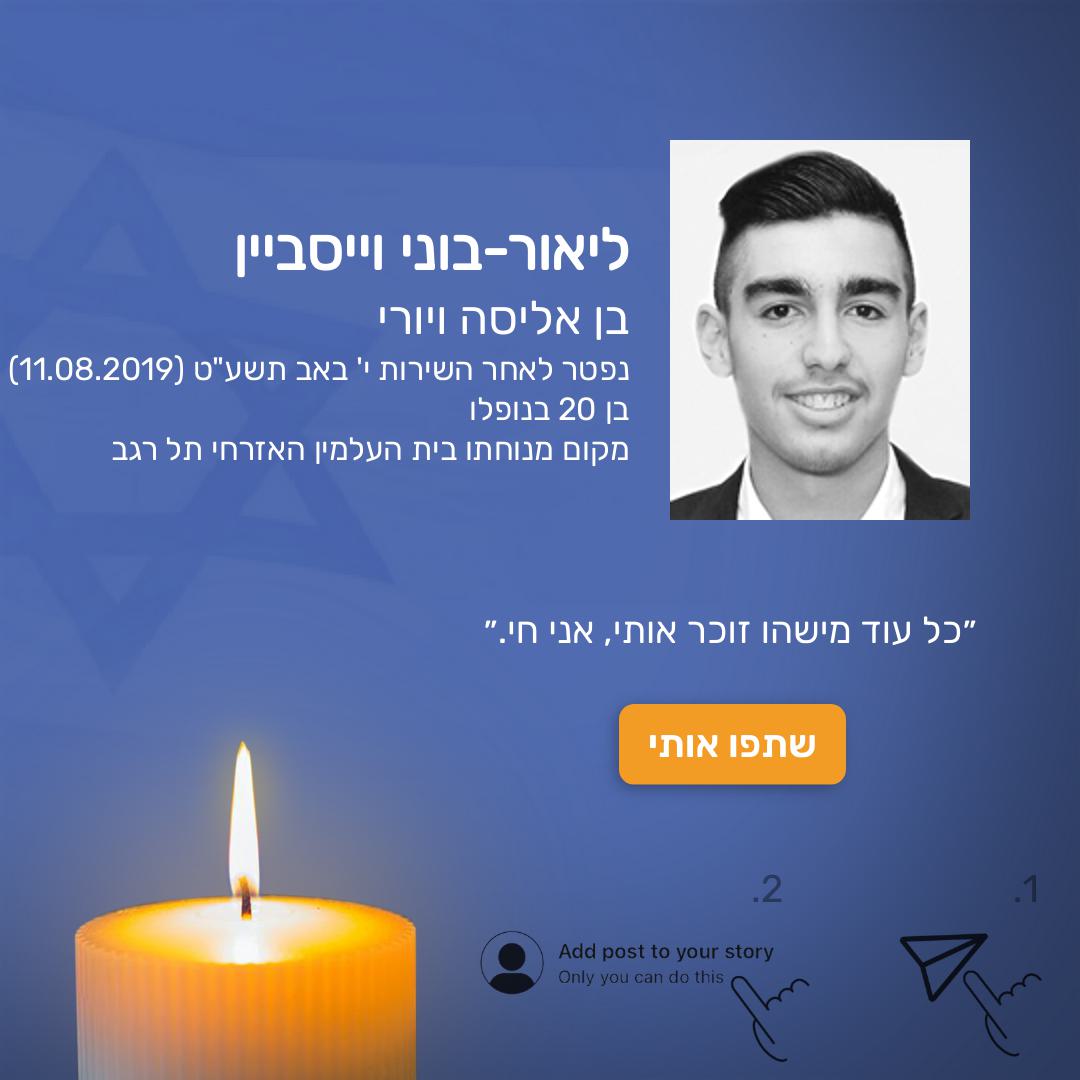 ליאור-בוני וייסביין
בן אליסה ויורי
נפטר לאחר השירות י' באב תשע"ט (11.08.2019)
בן 20 בנופלו
מקום מנוחתו בית העלמין האזרחי תל רגב
״כל עוד מישהו זוכר אותי, אני חי.״
שתפו אותי
.1
.2
Add post to your story
Only you can do this